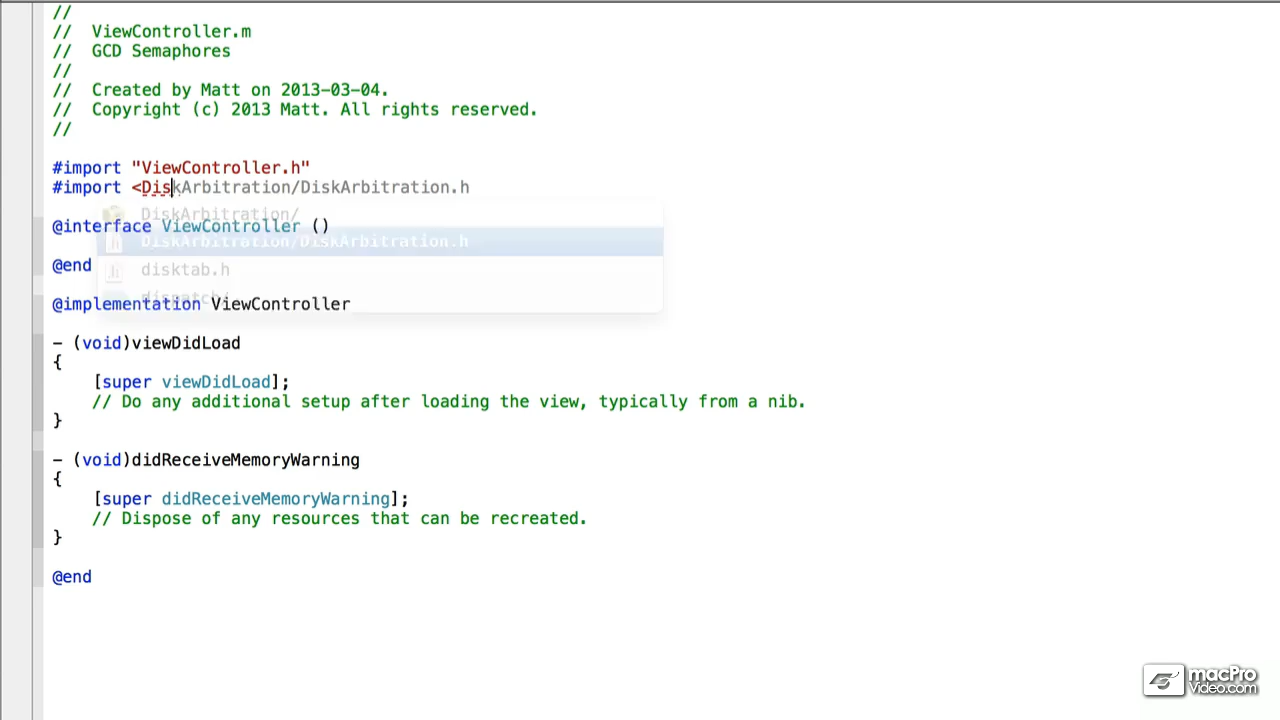 //
//  ViewController.m
//  GCD Semaphores
//
//  Created by Matt on 2013-03-04.
//  Copyright (c) 2013 Matt. All rights reserved.
//
#import "ViewController.h"
#import <DiskArbitration/DiskArbitration.h
DiskArbitration/
@interface ViewController ()
DiskArbitration/DiskArbitration.h
@end
disktab.h
dispatch/
@implementation ViewController
- (void)viewDidLoad
{
[super viewDidLoad];
// Do any additional setup after loading the view, typically from a nib.
}
- (void)didReceiveMemoryWarning
{
[super didReceiveMemoryWarning];
// Dispose of any resources that can be recreated.
}
@end
macPro
Video.com